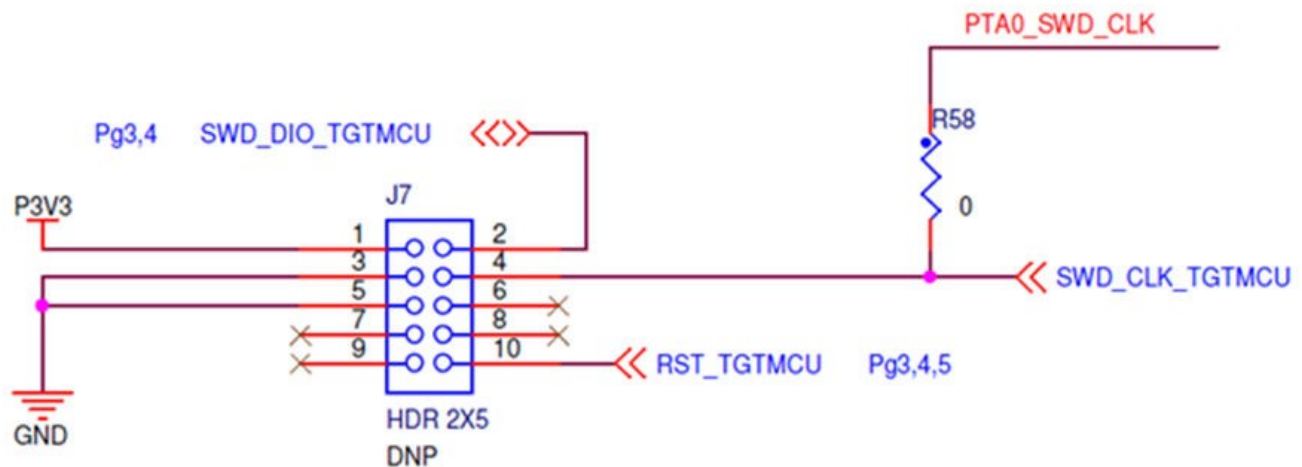 PTA0_SWD_CLK
Pg3,4 SWD_DIO_TGTMCU
R58
J7
P3V3
0
1 2
3 4
SWD_CLK_TGTMCU
5 6
7 8
9 10
RST_TGTMCU Pg3,4,5
HDR 2X5
GND
DNP